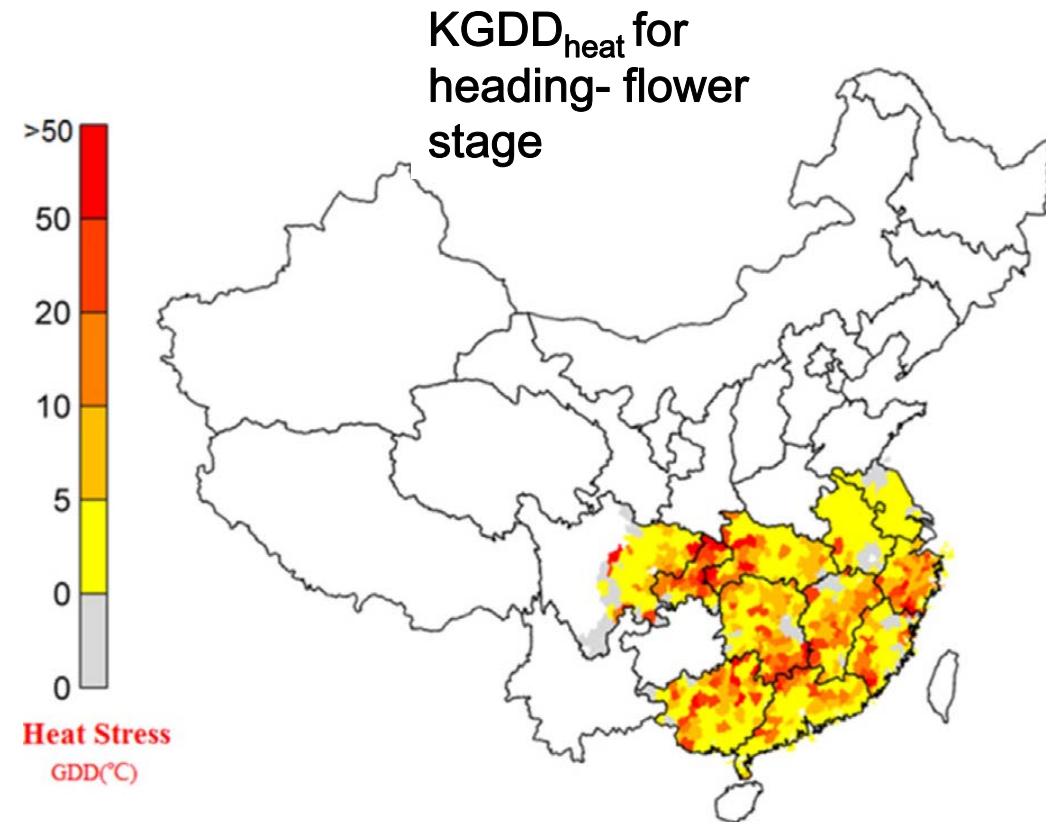 KGDDheat for
heading- flower
stage
>50
50
20
10
5
0
0
Heat Stress
GDD(℃)